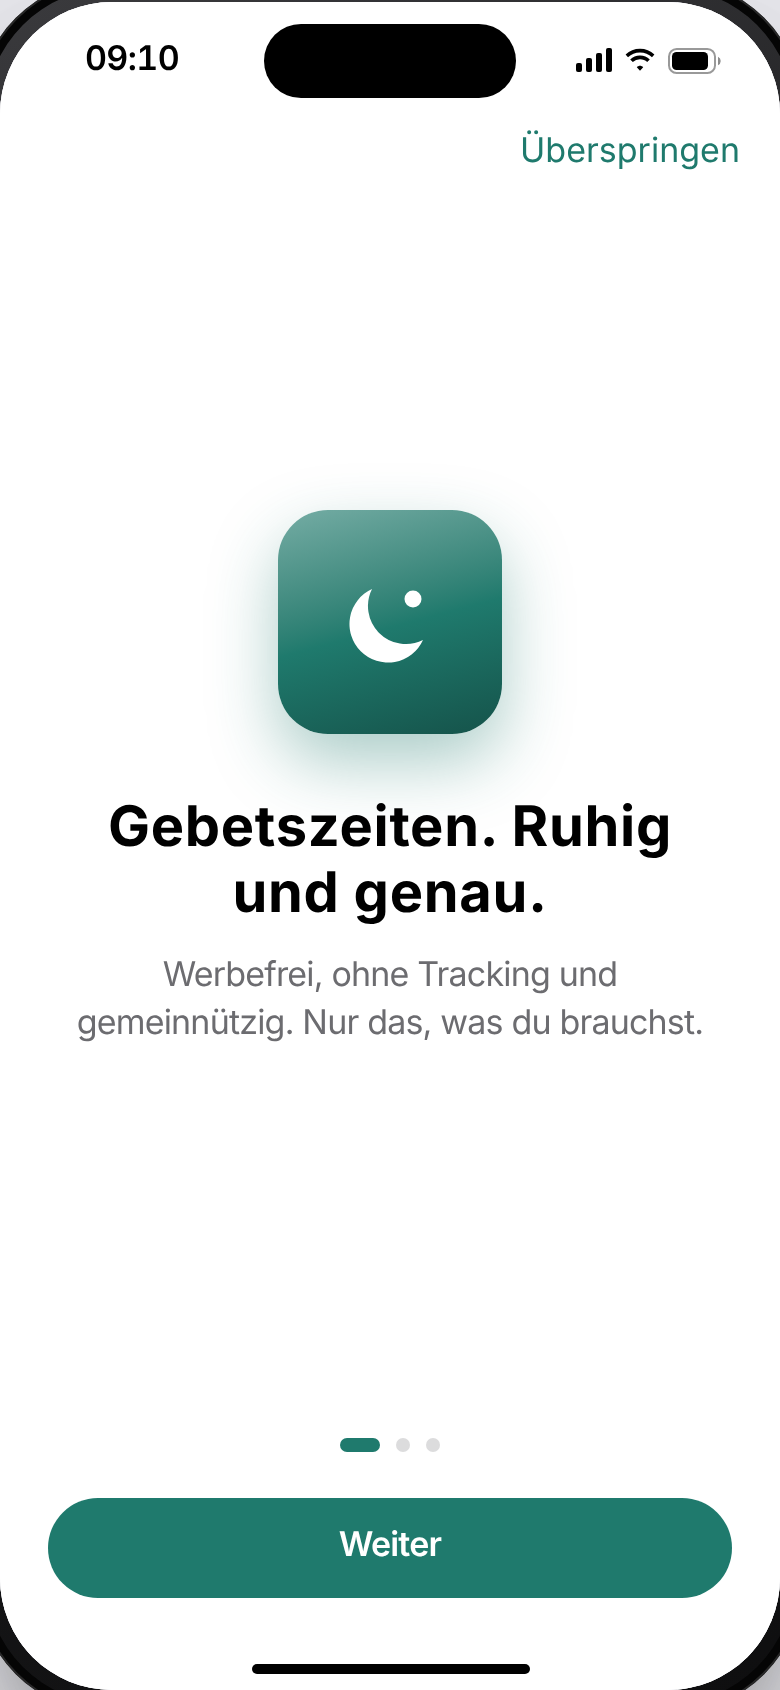 09:10
Überspringen
Gebetszeiten. Ruhig
und genau.
Werbefrei, ohne Tracking und
gemeinnützig. Nur das, was du brauchst.
Weiter